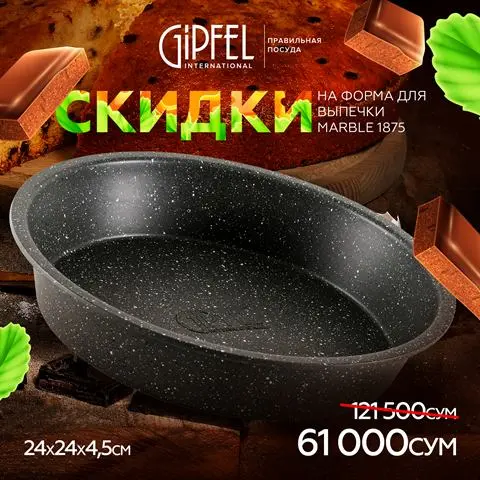 GIPFEL
INTERNATIONAL
ПРАВИЛЬНАЯ
ПОСУДА
СКИДКИ
НА ФОРМА ДЛЯ
ВЫПЕЧКИ
MARBLE 1875
121 500СУМ
61 000СУМ
24x24x4,5СМ